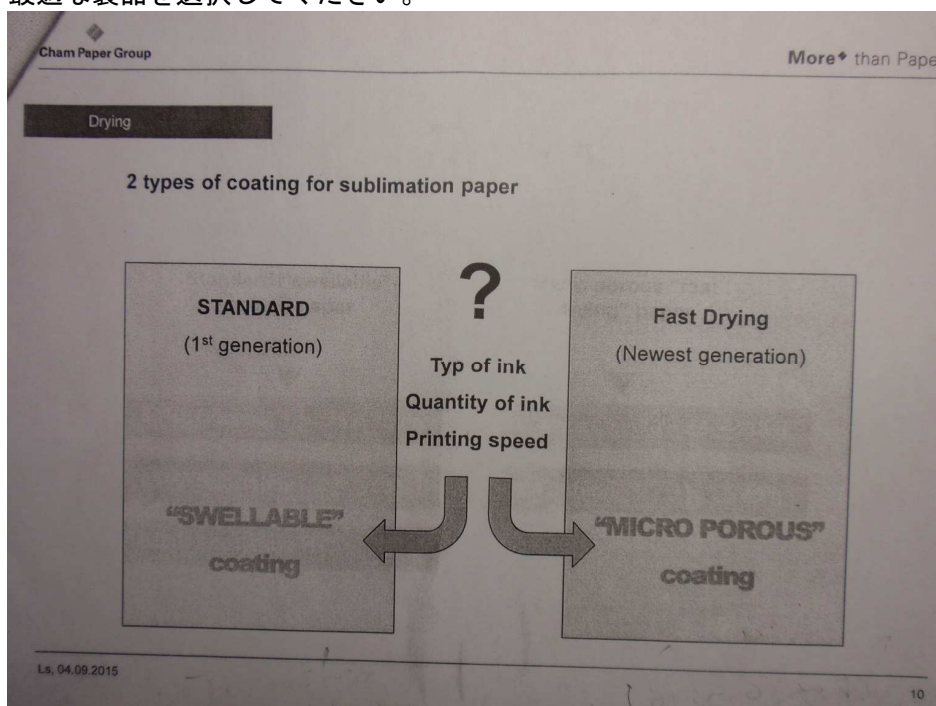 最適な製品を選択してください。
Cham Paper Group
More than Pape
Drying
2 types of coating for sublimation paper
STANDARD
(1st generation)
"SWELLABLE"
coating
?
Typ of ink
Quantity of ink
Printing speed
Fast Drying
(Newest generation)
"MICRO POROUS"
coating
Ls, 04.09.2015
10